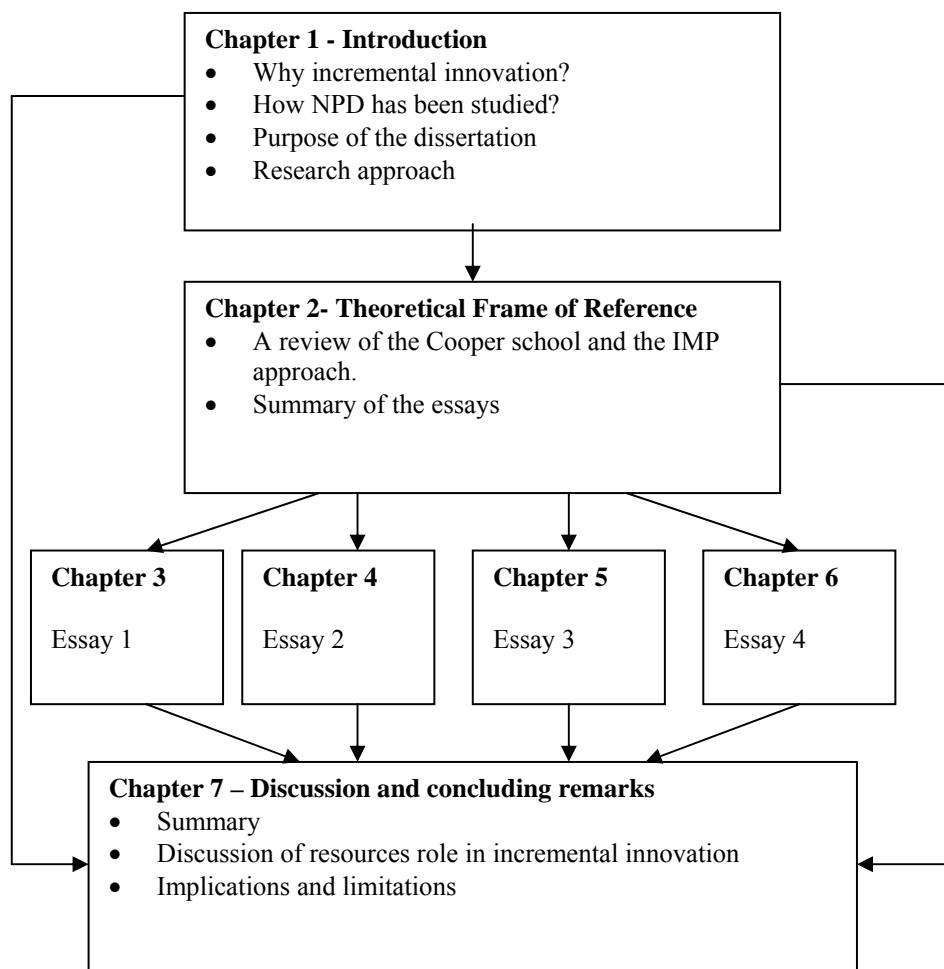 Chapter 1 - Introduction
• Why incremental innovation?
• How NPD has been studied?
• Purpose of the dissertation
• Research approach
Chapter 2- Theoretical Frame of Reference
• A review of the Cooper school and the IMP
approach.
• Summary of the essays
Chapter 3
Essay 1
Chapter 4
Essay 2
Chapter 5
Essay 3
Chapter 6
Essay 4
Chapter 7 – Discussion and concluding remarks
• Summary
• Discussion of resources role in incremental innovation
• Implications and limitations